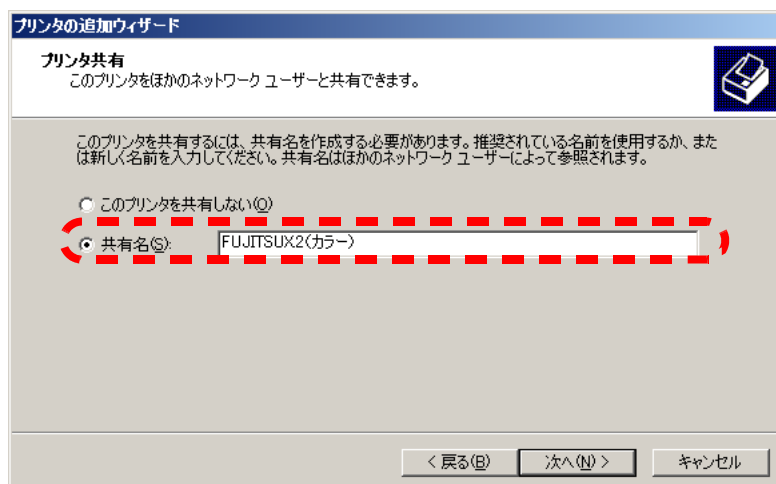 プリンタの追加ウィザード
プリンタ共有
このプリンタをほかのネットワーク ユーザーと共有できます。
このプリンタを共有するには、共有名を作成する必要があります。推奨されている名前を使用するか、また
は新しく名前を入力してください。共有名はほかのネットワーク ユーザーによって参照されます。
このプリンタを共有しない(O)
共有名(S): FUJITSUX2(カラー)
< 戻る(B) 次へ(N) > キャンセル